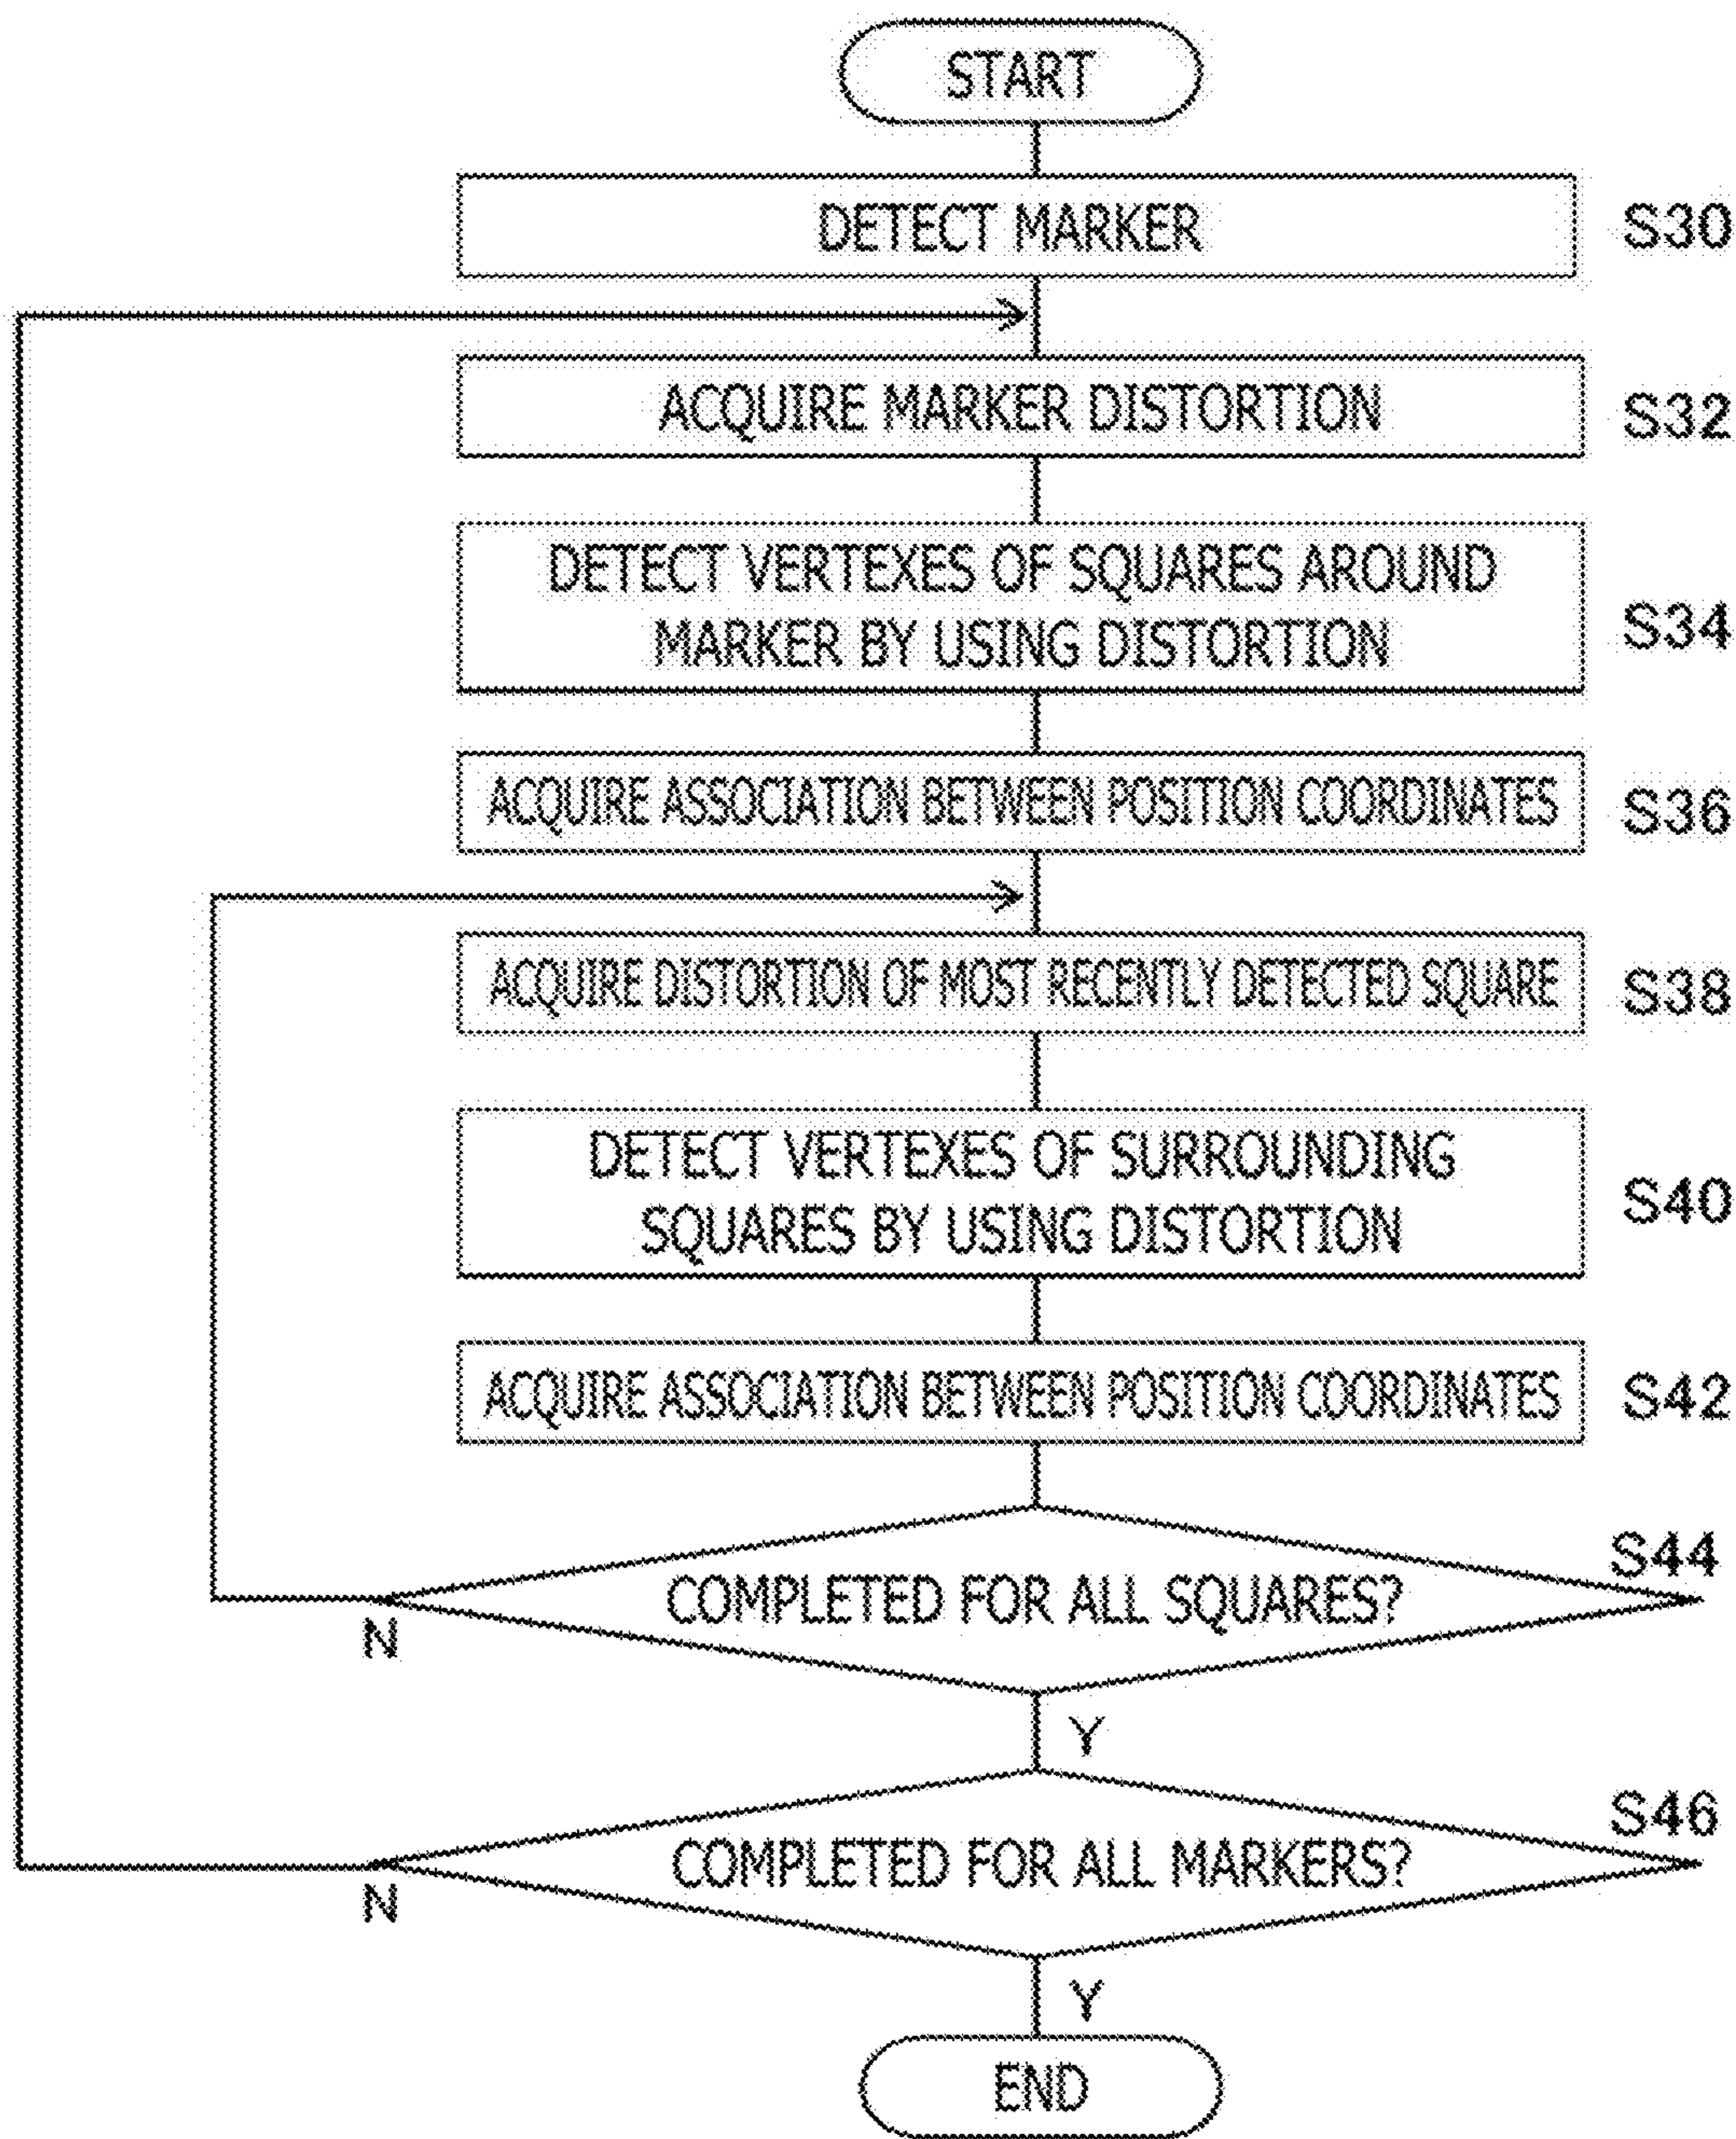 START
DETECT MARKER
S30
ACQUIRE MARKER DISTORTION
S32
DETECT VERTEXES OF SQUARES AROUND
MARKER BY USING DISTORTION
S34
ACQUIRE ASSOCIATION BETWEEN POSITION COORDINATES
S36
ACQUIRE DISTORTION OF MOST RECENTLY DETECTED SQUARE
S38
DETECT VERTEXES OF SURROUNDING
SQUARES BY USING DISTORTION
S40
ACQUIRE ASSOCIATION BETWEEN POSITION COORDINATES
S42
S44
COMPLETED FOR ALL SQUARES?
N
Y
S46
COMPLETED FOR ALL MARKERS?
N
Y
END